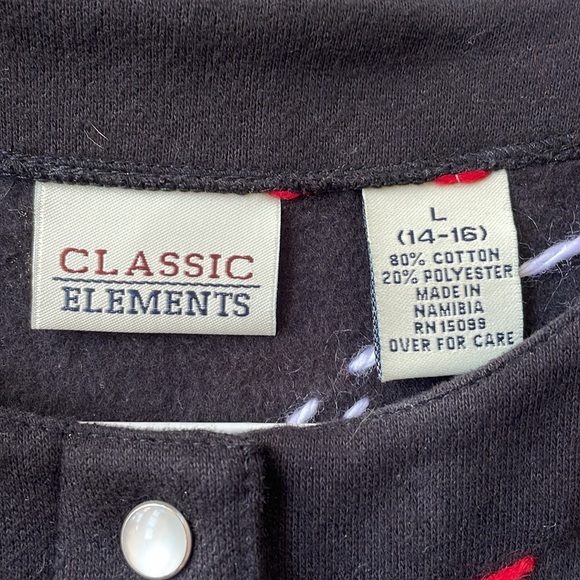 CLASSIC
ELEMENTS
L
(14-16)
80% COTTON
20% POLYESTER
MADE IN
NAMIBIA
RN15099
OVER FOR CARE